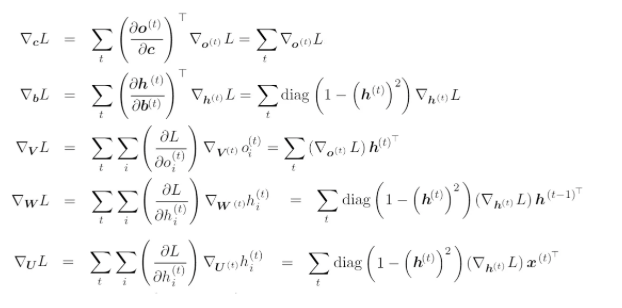 ∇_𝒄 L = ∑_t (∂𝒐^(t)/∂𝒄)^⊤ ∇_{𝒐^(t)} L = ∑_t ∇_{𝒐^(t)} L
∇_𝒃 L = ∑_t (∂𝒉^(t)/∂𝒃^(t))^⊤ ∇_{𝒉^(t)} L = ∑_t diag(1 − (𝒉^(t))^2) ∇_{𝒉^(t)} L
∇_𝑽 L = ∑_t ∑_i (∂L/∂o_i^(t)) ∇_{𝑽^(t)} o_i^(t) = ∑_t (∇_{𝒐^(t)} L) 𝒉^(t)^⊤
∇_𝑾 L = ∑_t ∑_i (∂L/∂h_i^(t)) ∇_{𝑾^(t)} h_i^(t) = ∑_t diag(1 − (𝒉^(t))^2) (∇_{𝒉^(t)} L) 𝒉^(t−1)^⊤
∇_𝑼 L = ∑_t ∑_i (∂L/∂h_i^(t)) ∇_{𝑼^(t)} h_i^(t) = ∑_t diag(1 − (𝒉^(t))^2) (∇_{𝒉^(t)} L) 𝒙^(t)^⊤